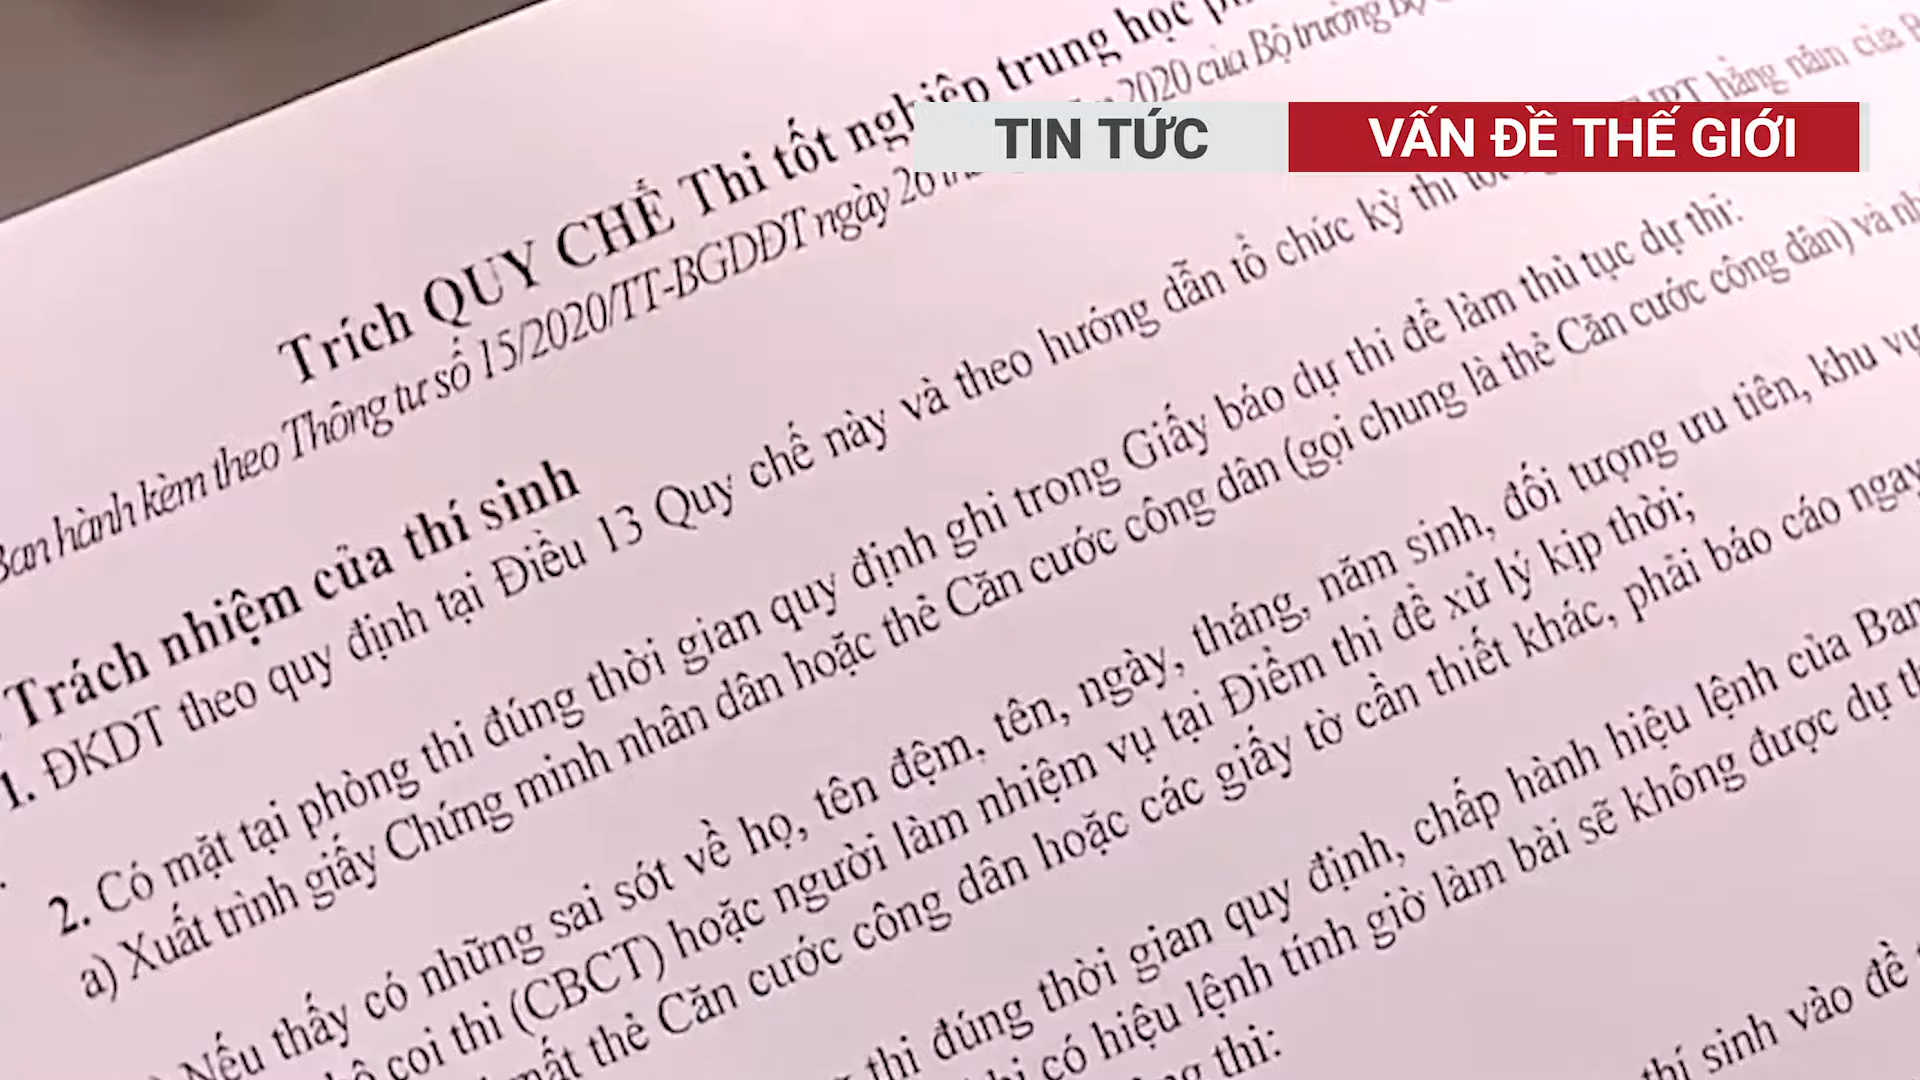 TIN TỨC
VẤN ĐỀ THẾ GIỚI
Trích QUY CHẾ Thi tốt nghiệp trung học
Ban hành kèm theo Thông tư số 15/2020/TT-BGDĐT ngày 26 2020 của Bộ trưởng Bộ
Trách nhiệm của thí sinh
1. ĐKDT theo quy định tại Điều 13 Quy chế này và theo hướng dẫn tổ chức kỳ thi tốt hằng năm của
2. Có mặt tại phòng thi đúng thời gian quy định ghi trong Giấy báo dự thi để làm thủ tục dự thi:
a) Xuất trình giấy Chứng minh nhân dân hoặc thẻ Căn cước công dân (gọi chung là thẻ Căn cước công dân) và
Nếu thấy có những sai sót về họ, tên đệm, tên, ngày, tháng, năm sinh, đối tượng ưu tiên, khu
coi thi (CBCT) hoặc người làm nhiệm vụ tại Điểm thi để xử lý kịp thời;
mất thẻ Căn cước công dân hoặc các giấy tờ cần thiết khác, phải báo cáo ngay
thi đúng thời gian quy định, chấp hành hiệu lệnh của Ban
có hiệu lệnh tính giờ làm bài sẽ không được dự
thi:
thí sinh vào đề